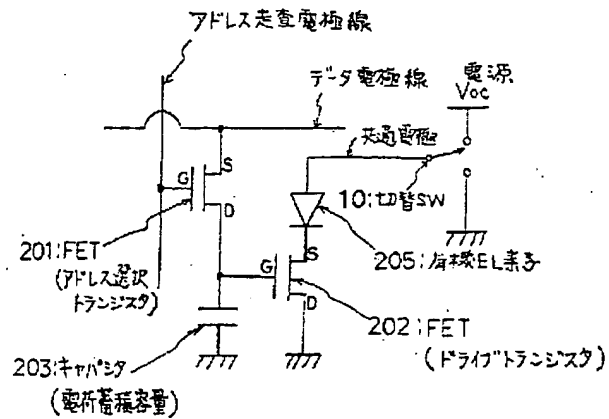 アドレス走査電極線
データ電極線
電源
Voc
共通電極
10:切替SW
G
S
D
201:FET
(アドレス選択
トランジスタ)
205:有機EL素子
G
S
D
202:FET
(ドライブトランジスタ)
203:キャパシタ
(電荷蓄積容量)